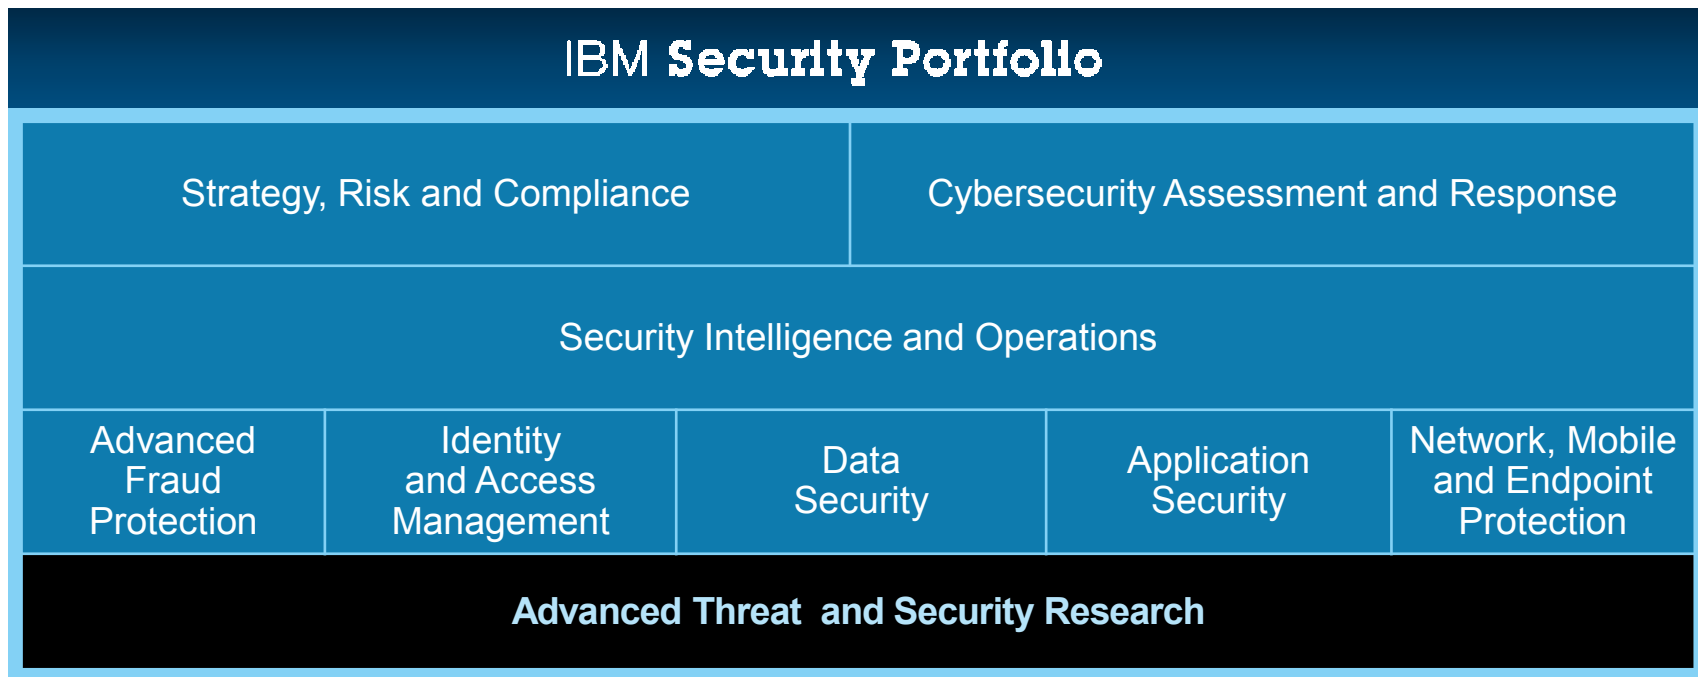 IBM Security Portfolio
Strategy, Risk and Compliance
Cybersecurity Assessment and Response
Security Intelligence and Operations
Advanced
Fraud
Protection
Identity
and Access
Management
Data
Security
Application
Security
Network, Mobile
and Endpoint
Protection
Advanced Threat  and Security Research